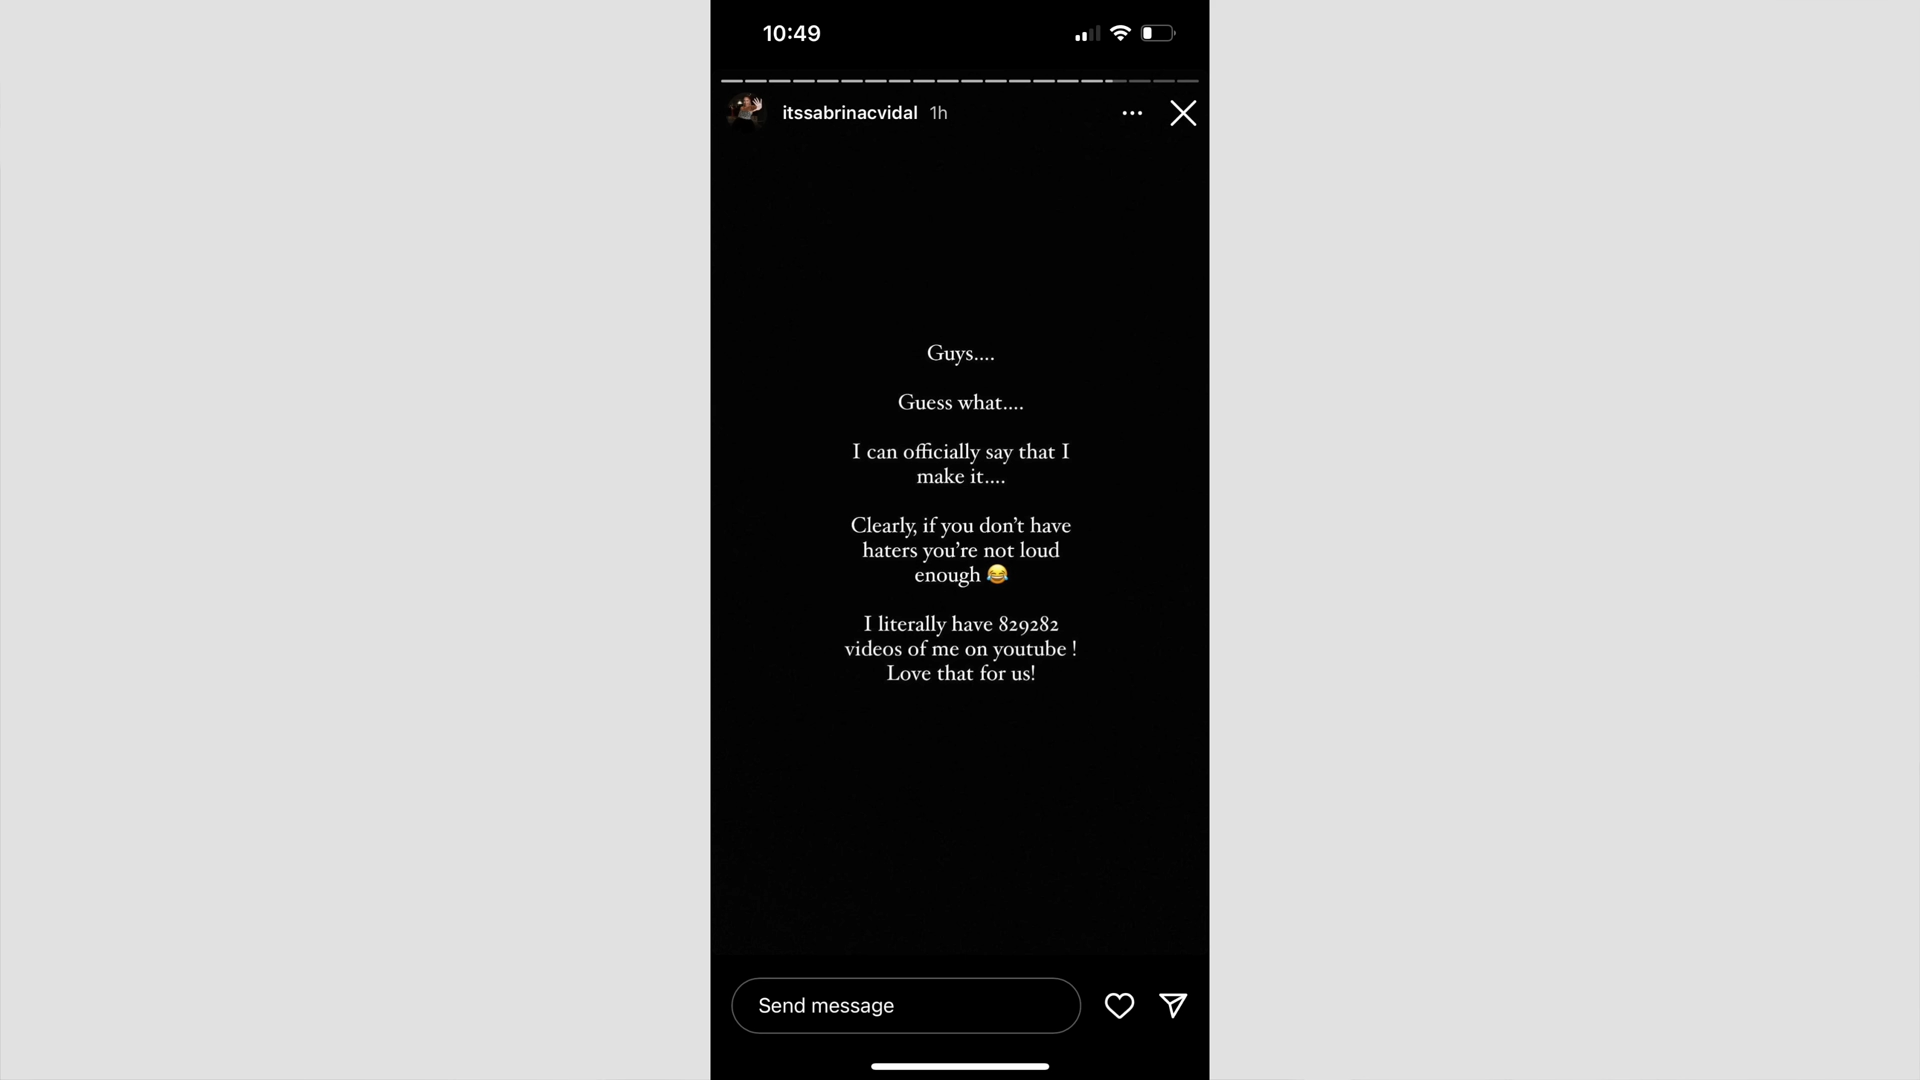 10:49
itssabrinacvidal 1h
Guys....
Guess what....
I can officially say that I
make it....
Clearly, if you don’t have
haters you’re not loud
enough 😂
I literally have 829282
videos of me on youtube !
Love that for us!
Send message